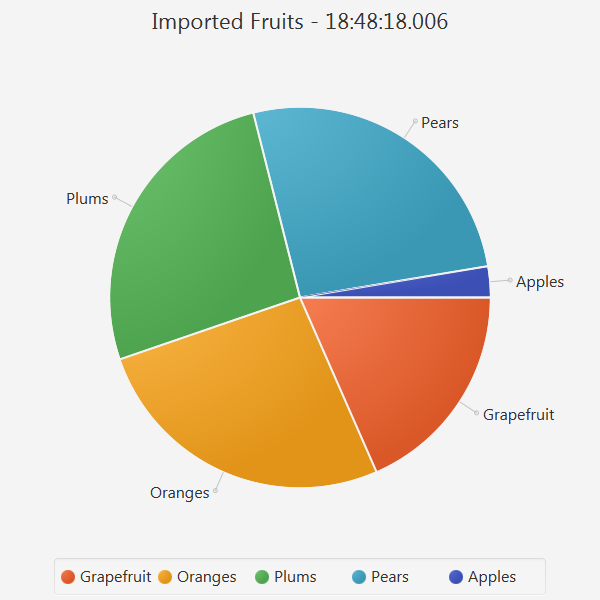 Imported Fruits - 18:48:18.006
Pears
Plums
Apples
Grapefruit
Oranges
Grapefruit Oranges Plums Pears Apples